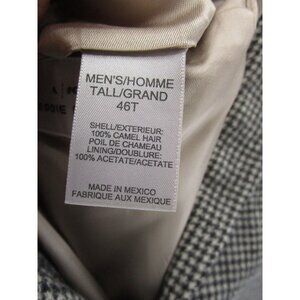 MEN'S/HOMME
TALL/GRAND
46T
SHELL/EXTERIEUR:
100% CAMEL HAIR
POIL DE CHAMEAU
LINING/DOUBLURE:
100% ACETATE/ACETATE
MADE IN MEXICO
FABRIQUE AUX MEXIQUE